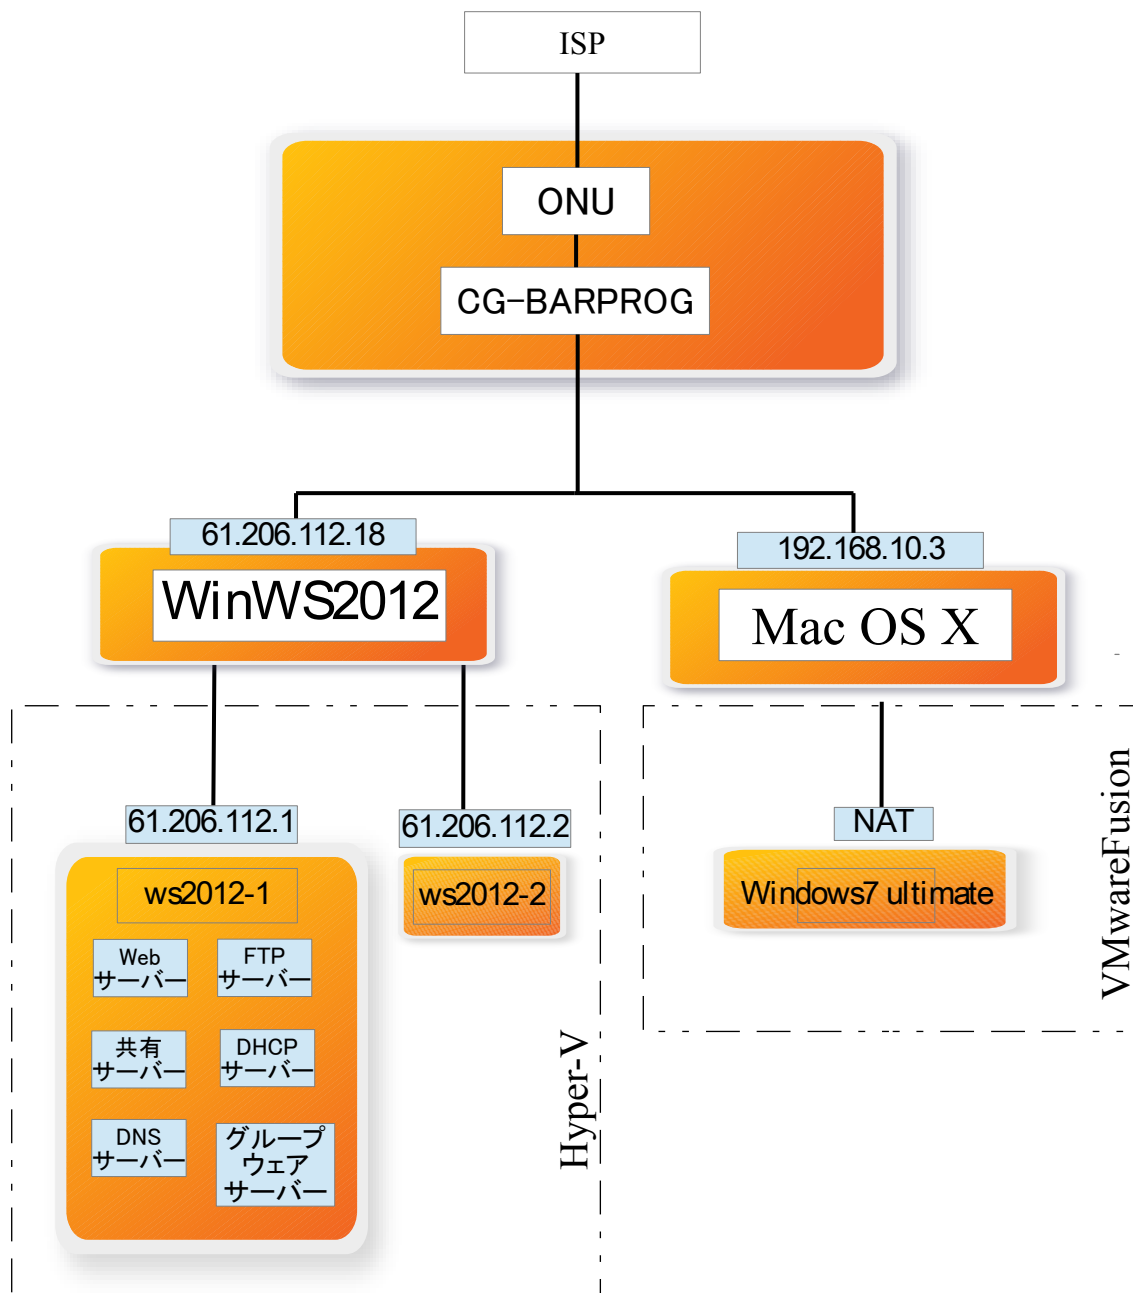 ISP
ONU
CG-BARPROG
61.206.112.18
WinWS2012
192.168.10.3
Mac OS X
61.206.112.1
ws2012-1
Web
サーバー
FTP
サーバー
共有
サーバー
DHCP
サーバー
DNS
サーバー
グループ
ウェア
サーバー
61.206.112.2
ws2012-2
Hyper-V
NAT
Windows7 ultimate
VMwareFusion